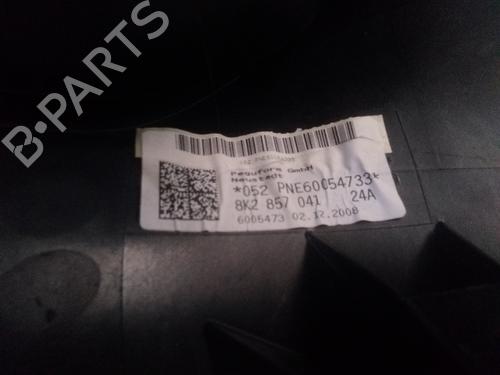 B-PARTS
Peguform GmbH
Neustadt
*052 PNE60054733*
8K2 857 041 24A
6005473 02.12.2008